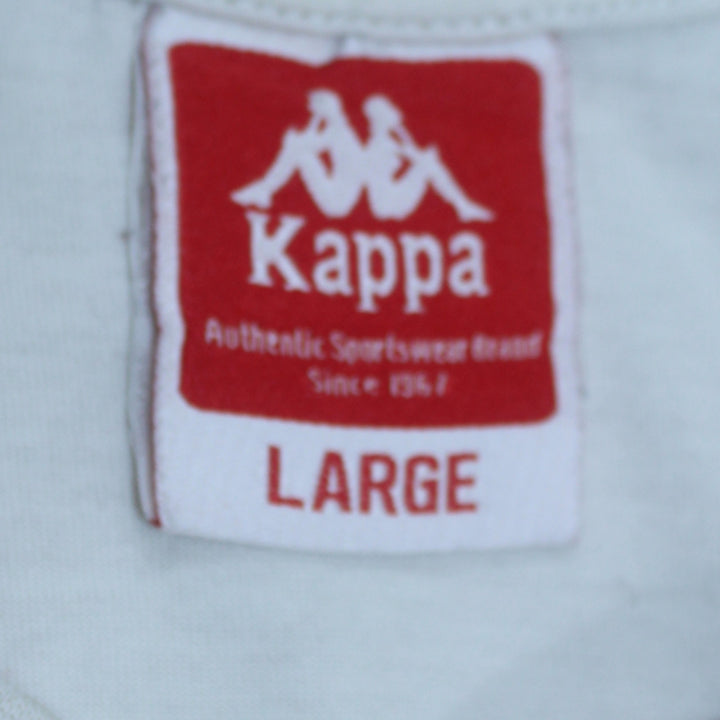 Kappa
Authentic Sportswear Brand
Since 1967
LARGE